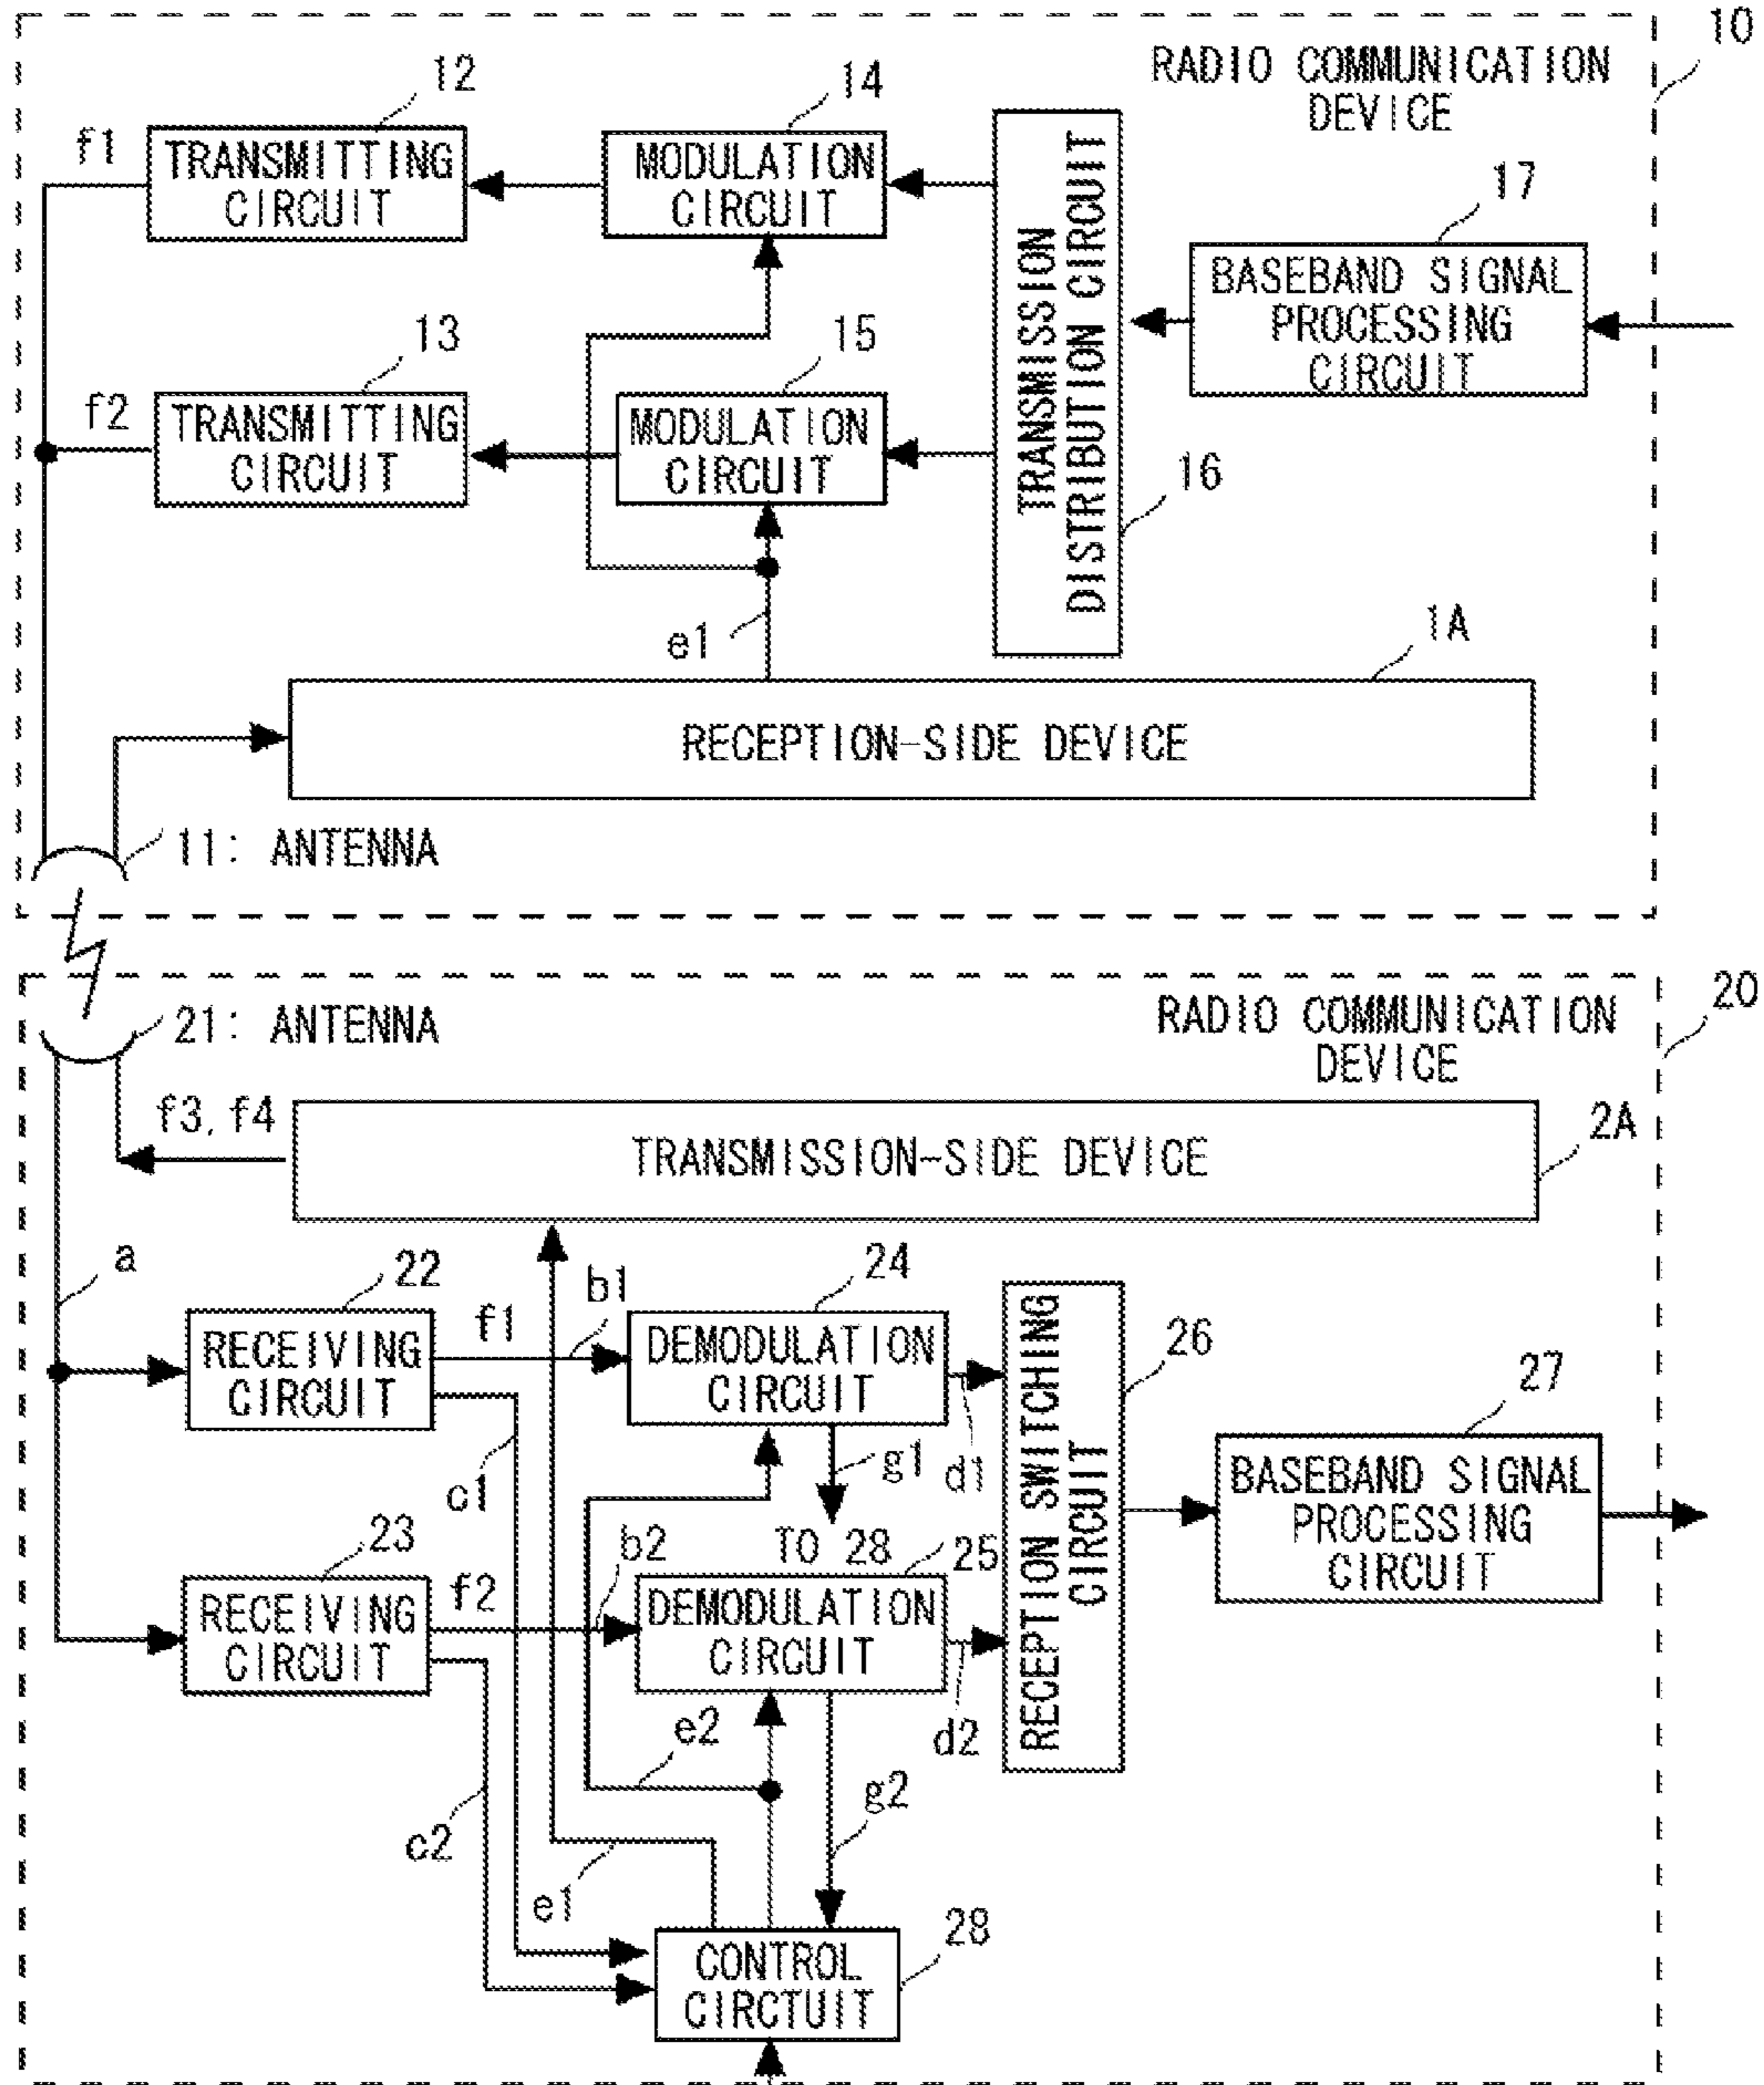 10
RADIO COMMUNICATION
DEVICE
12
14
f1
TRANSMITTING
CIRCUIT
MODULATION
CIRCUIT
TRANSMISSION
DISTRIBUTION CIRCUIT
17
BASEBAND SIGNAL
PROCESSING
CIRCUIT
13
15
f2
TRANSMITTING
CIRCUIT
MODULATION
CIRCUIT
16
e1
1A
RECEPTION-SIDE DEVICE
11: ANTENNA
20
21: ANTENNA
RADIO COMMUNICATION
DEVICE
f3, f4
2A
TRANSMISSION-SIDE DEVICE
a
22
f1
b1
24
RECEIVING
CIRCUIT
DEMODULATION
CIRCUIT
RECEPTION SWITCHING
CIRCUIT
26
27
c1
g1
d1
BASEBAND SIGNAL
PROCESSING
CIRCUIT
23
b2
TO 28
25
f2
RECEIVING
CIRCUIT
DEMODULATION
CIRCUIT
e2
d2
c2
g2
e1
28
CONTROL
CIRCTUIT